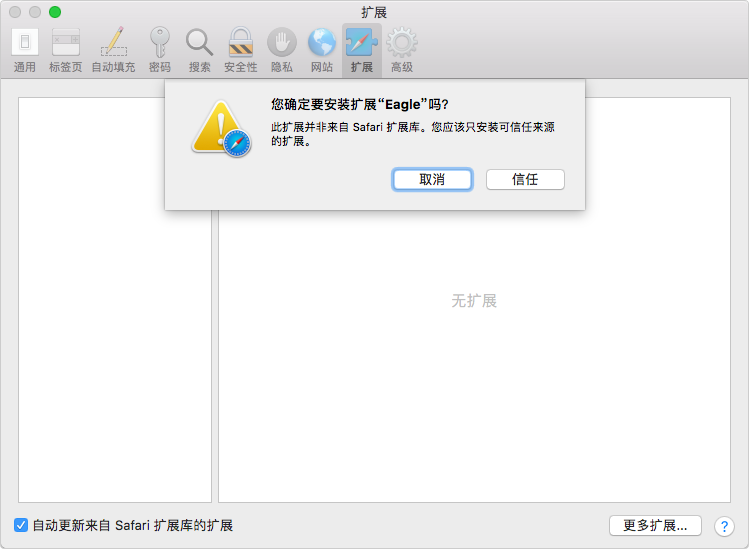 扩展
通用 标签页 自动填充 密码 搜索 安全性 隐私 网站 扩展 高级
您确定要安装扩展“Eagle”吗？
此扩展并非来自 Safari 扩展库。您应该只安装可信任来源
的扩展。
取消 信任
无扩展
自动更新来自 Safari 扩展库的扩展 更多扩展... ?